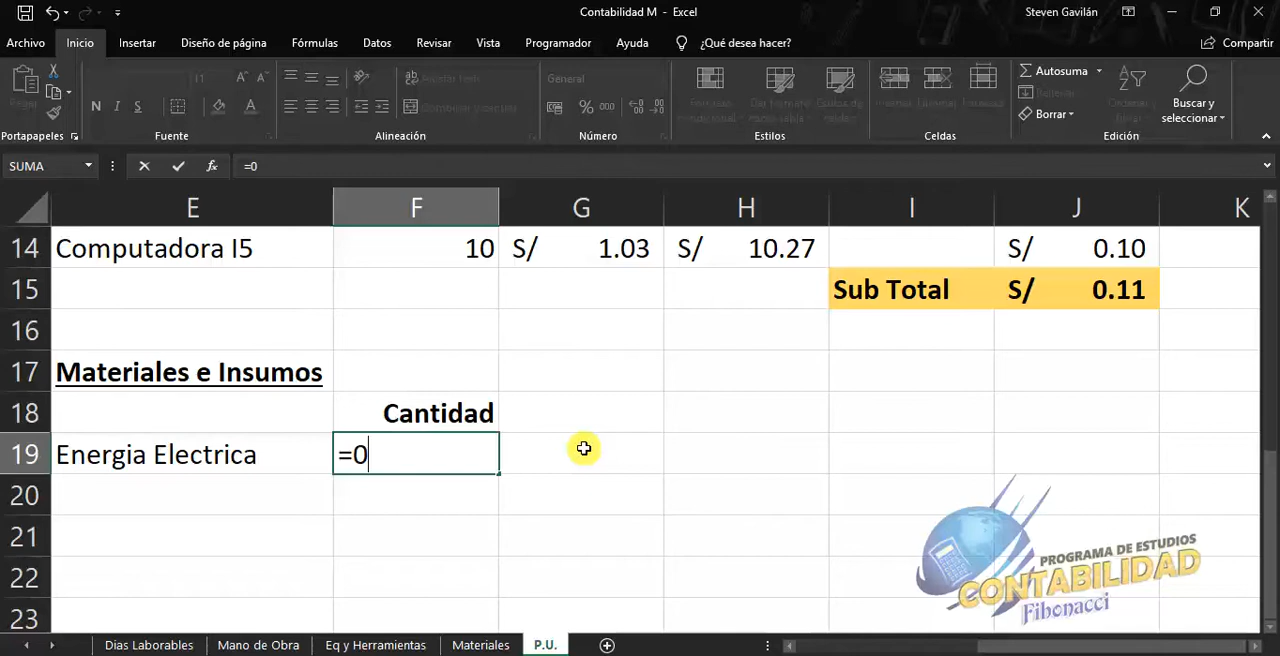 Contabilidad M - Excel
Steven Gavilán
Archivo Inicio Insertar Diseño de página Fórmulas Datos Revisar Vista Programador Ayuda ¿Qué desea hacer? Compartir
General
Autosuma
Borrar
Buscar y
seleccionar
Portapapeles Fuente Alineación Número Estilos Celdas Edición
SUMA =0
E F G H I J K
14 Computadora I5 10 S/ 1.03 S/ 10.27 S/ 0.10
15 Sub Total S/ 0.11
16
17 Materiales e Insumos
18 Cantidad
19 Energia Electrica =0
20
21
22
23
PROGRAMA DE ESTUDIOS
CONTABILIDAD
Fibonacci
Dias Laborables Mano de Obra Eq y Herramientas Materiales P.U.